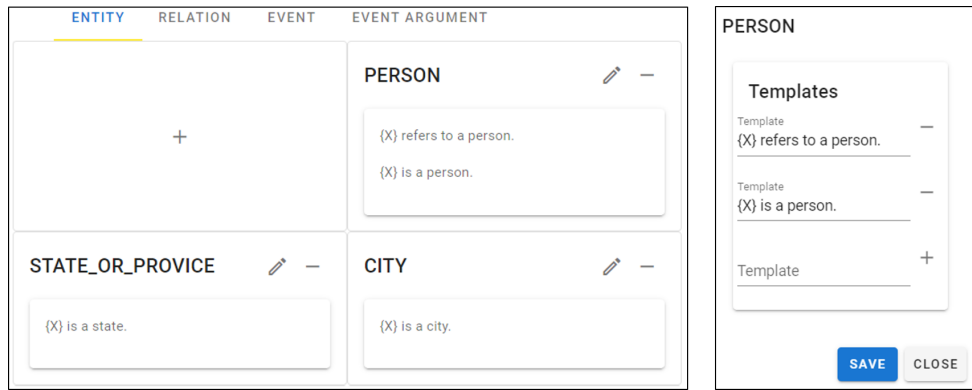 ENTITY RELATION EVENT EVENT ARGUMENT
+
PERSON
{X} refers to a person.
{X} is a person.
STATE_OR_PROVICE
{X} is a state.
CITY
{X} is a city.
PERSON
Templates
Template
{X} refers to a person.
Template
{X} is a person.
Template
+
SAVE CLOSE